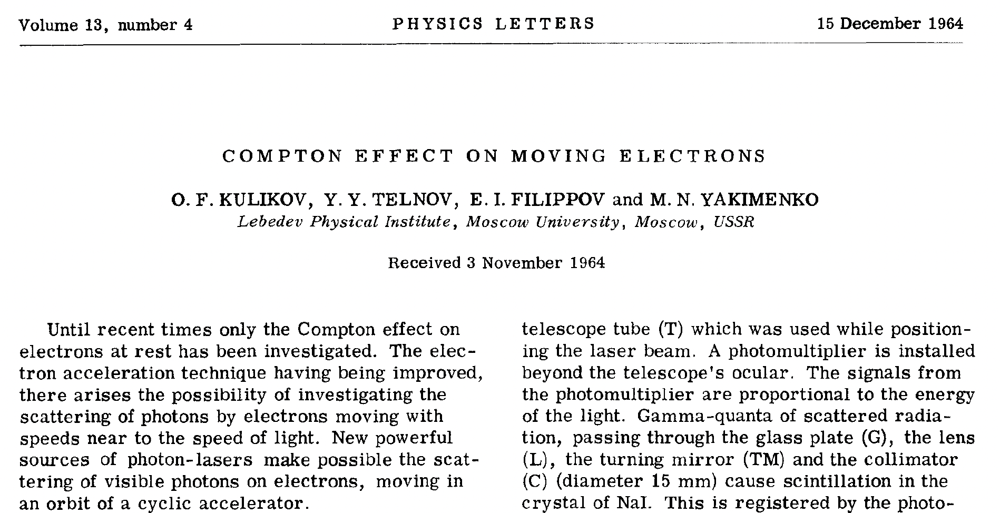 Volume 13, number 4 PHYSICS LETTERS 15 December 1964
COMPTON EFFECT ON MOVING ELECTRONS
O. F. KULIKOV, Y. Y. TELNOV, E. I. FILIPPOV and M. N. YAKIMENKO
Lebedev Physical Institute, Moscow University, Moscow, USSR
Received 3 November 1964
Until recent times only the Compton effect on
electrons at rest has been investigated. The elec-
tron acceleration technique having being improved,
there arises the possibility of investigating the
scattering of photons by electrons moving with
speeds near to the speed of light. New powerful
sources of photon-lasers make possible the scat-
tering of visible photons on electrons, moving in
an orbit of a cyclic accelerator.
telescope tube (T) which was used while position-
ing the laser beam. A photomultiplier is installed
beyond the telescope's ocular. The signals from
the photomultiplier are proportional to the energy
of the light. Gamma-quanta of scattered radia-
tion, passing through the glass plate (G), the lens
(L), the turning mirror (TM) and the collimator
(C) (diameter 15 mm) cause scintillation in the
crystal of NaI. This is registered by the photo-